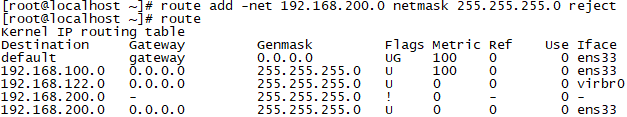 [root@localhost ~]# route add -net 192.168.200.0 netmask 255.255.255.0 reject
[root@localhost ~]# route
Kernel IP routing table
Destination     Gateway         Genmask         Flags Metric Ref    Use Iface
default         gateway         0.0.0.0         UG    100    0        0 ens33
192.168.100.0   0.0.0.0         255.255.255.0   U     100    0        0 ens33
192.168.122.0   0.0.0.0         255.255.255.0   U     0      0        0 virbr0
192.168.200.0   -               255.255.255.0   !     0      -        0 -
192.168.200.0   0.0.0.0         255.255.255.0   U     0      0        0 ens33